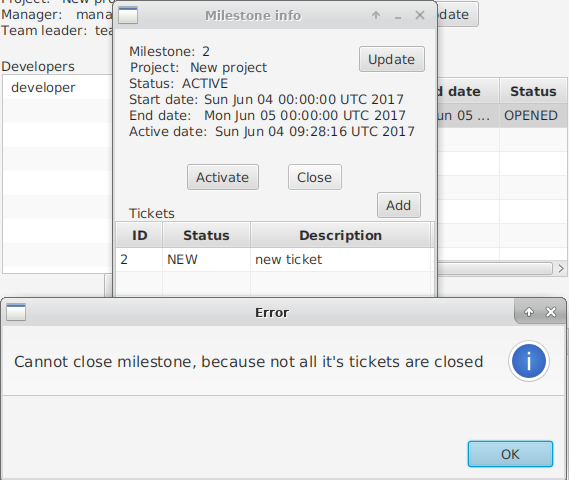 Project: New pro
Manager: mana
Team leader: tea
Developers
developer
date
Status
un 05 ...
OPENED
Milestone info
Milestone: 2
Project: New project
Status: ACTIVE
Start date: Sun Jun 04 00:00:00 UTC 2017
End date: Mon Jun 05 00:00:00 UTC 2017
Active date: Sun Jun 04 09:28:16 UTC 2017
Update
Activate
Close
Add
Tickets
ID
Status
Description
2
NEW
new ticket
Error
Cannot close milestone, because not all it's tickets are closed
OK